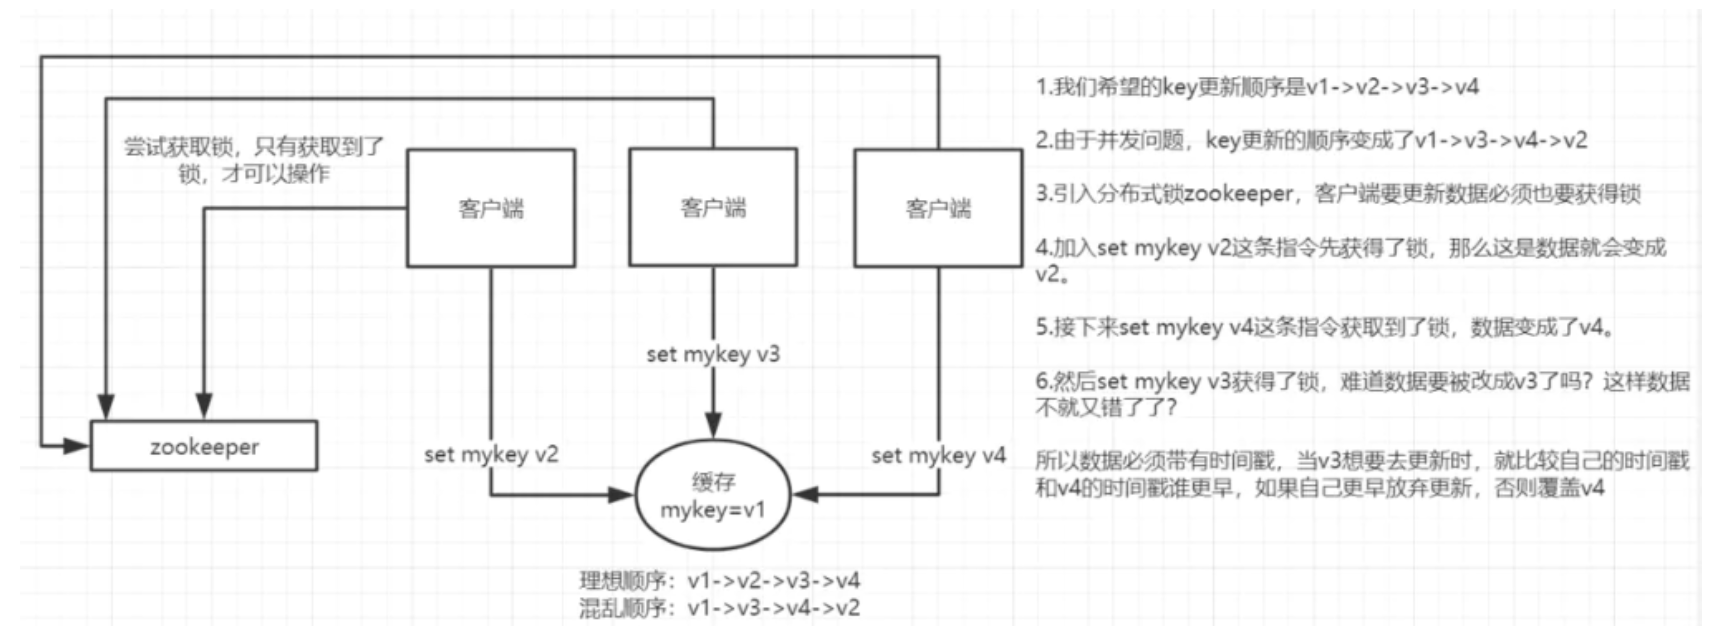 尝试获取锁，只有获取到了
锁，才可以操作
客户端
客户端
客户端
zookeeper
set mykey v2
set mykey v3
set mykey v4
缓存
mykey=v1
理想顺序：v1->v2->v3->v4
混乱顺序：v1->v3->v4->v2
1.我们希望的key更新顺序是v1->v2->v3->v4
2.由于并发问题，key更新的顺序变成了v1->v3->v4->v2
3.引入分布式锁zookeeper，客户端要更新数据必须也要获得锁
4.加入set mykey v2这条指令先获得了锁，那么这是数据就会变成
v2。
5.接下来set mykey v4这条指令获取到了锁，数据变成了v4。
6.然后set mykey v3获得了锁，难道数据要被改成v3了吗？这样数据
不就又错了了？
所以数据必须带有时间戳，当v3想要去更新时，就比较自己的时间戳
和v4的时间戳谁更早，如果自己更早放弃更新，否则覆盖v4